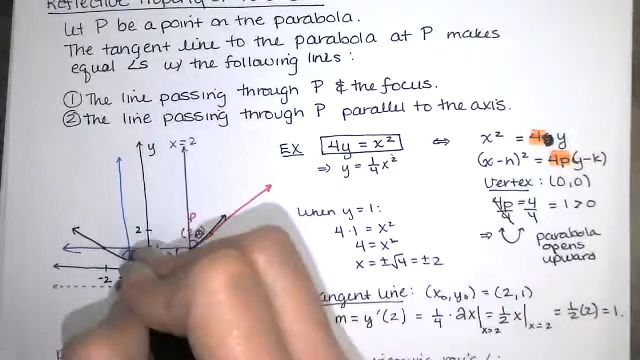 Let P be a point on the parabola.
The tangent line to the parabola at P makes
equal ∠s w/ the following lines:
① The line passing through P & the focus.
② the line passing through P parallel to the axis.
y
x=2
2
P
-2
EX 4y = x² ⇔ x² = 4 y
⇒ y = ¼x²
(x-h)² = 4p(y-k)
vertex: (0,0)
4p/4 = 4/4 = 1 > 0
⇒ parabola
opens
upward
When y=1:
4·1 = x²
4 = x²
x = ±√4 = ±2
tangent line: (x₀, y₀) = (2,1)
m = y'(2) = ¼ · 2x|ₓ₌₂ = ½x|ₓ₌₂ = ½(2) = 1.